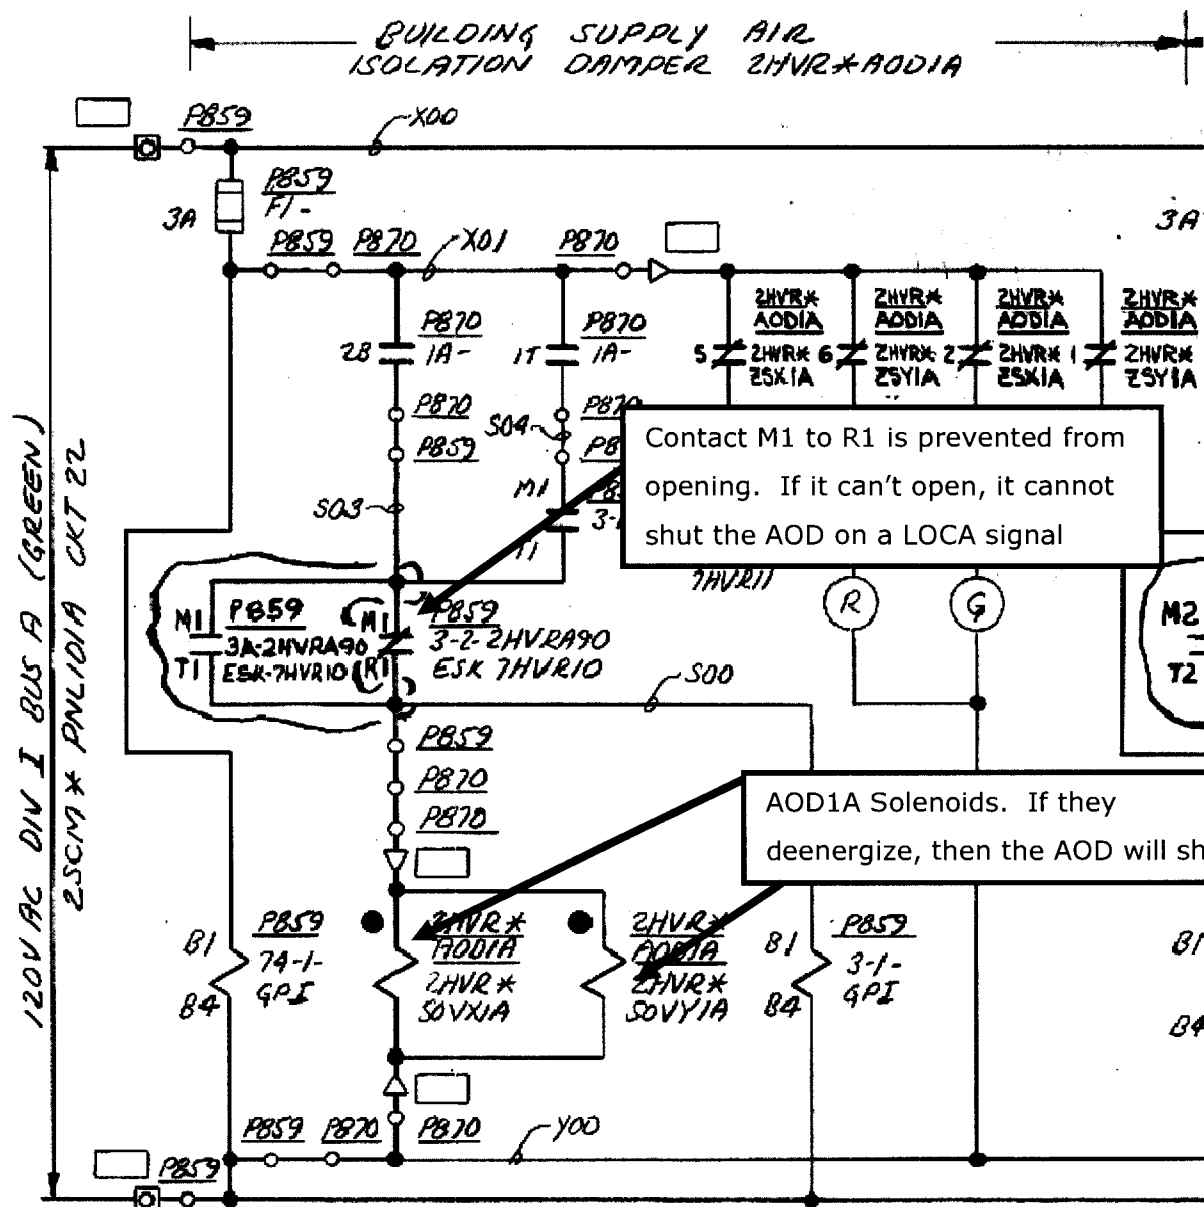 BUILDING SUPPLY AIR
ISOLATION DAMPER 2HVR*AOD1A
P859
X00
P859
F1-
3A
3A
P859
P870
X01
P870
2HVR*
AOD1A
2HVR*
AOD1A
2HVR*
AOD1A
2HVR*
AOD1A
P870
1A-
2B
P870
1A-
1T
5
2HVR*
ZSX1A
6
2HVR*
ZSY1A
2
2HVR*
ZSX1A
1
2HVR*
ZSY1A
P870
P859
S04
S03
M1
T1
Contact M1 to R1 is prevented from
opening. If it can't open, it cannot
shut the AOD on a LOCA signal
7HVR11
R
G
M1
T1
P859
3A-2HVRA90
ESK-7HVR10
M1
R1
P859
3-2-2HVRA90
ESK 7HVR10
M2
T2
S00
P859
P870
P870
AOD1A Solenoids. If they
deenergize, then the AOD will sh
B1
B4
P859
74-1-
GPI
2HVR*
AOD1A
2HVR*
SOVX1A
2HVR*
AOD1A
2HVR*
SOVY1A
B1
B4
P859
3-1-
GPI
B1
B4
P859
P870
P870
Y00
P859
120VAC DIV I BUS A (GREEN)
2SCM* PNL101A CKT 22